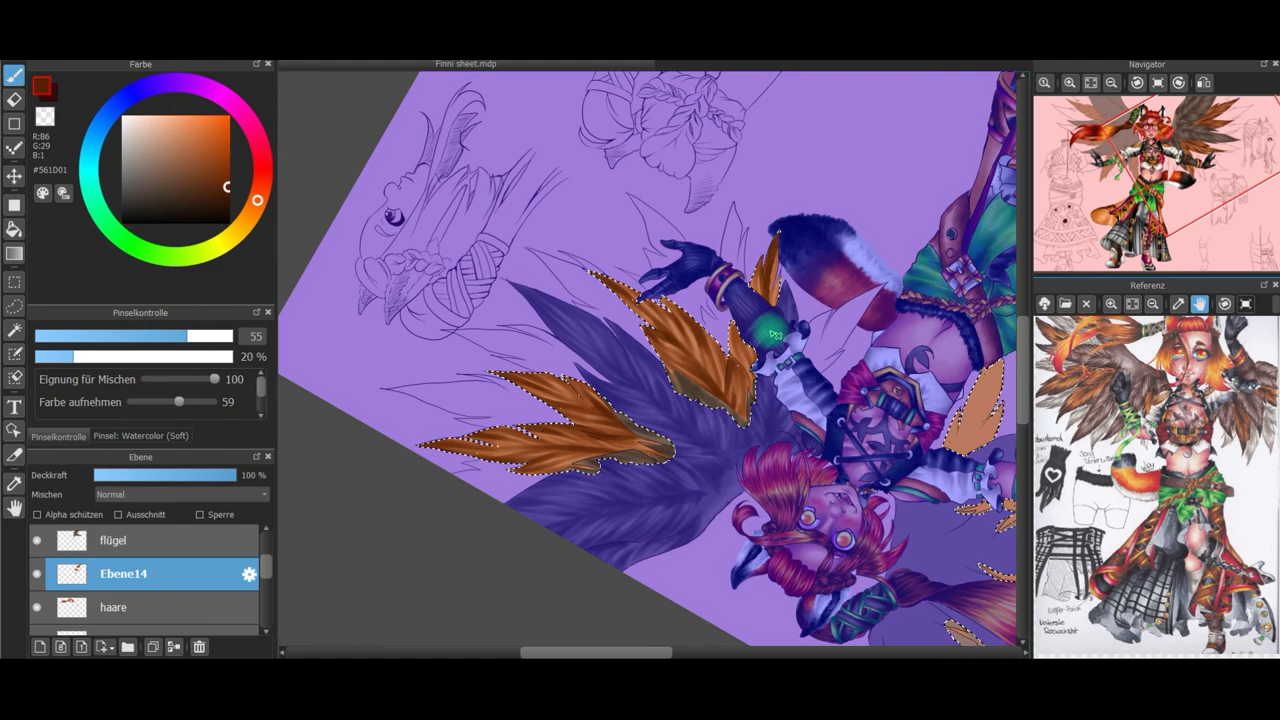 Farbe
Finni sheet.mdp
Navigator
R:86
G:29
B:1
#561D01
Pinselkontrolle
55
20 %
Eignung für Mischen 100
Farbe aufnehmen 59
Pinselkontrolle Pinsel: Watercolor (Soft)
Ebene
Deckkraft 100 %
Mischen Normal
Alpha schützen Ausschnitt Sperre
flügel
Ebene14
haare
Referenz